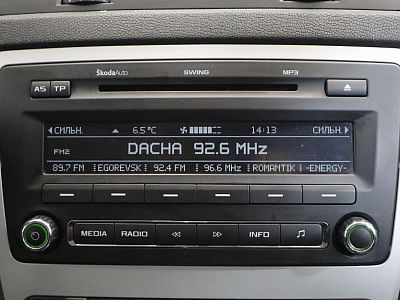 ŠkodaAuto SWING MP3
AS TP
◄СИЛЬН. ▲ 6.5°C 14:13 СИЛЬН.►
DACHA 92.6 MHz
FM2
89.7 FM EGOREVSK 92.4 FM 96.6 MHz ROMANTIK -ENERGY-
MEDIA RADIO INFO